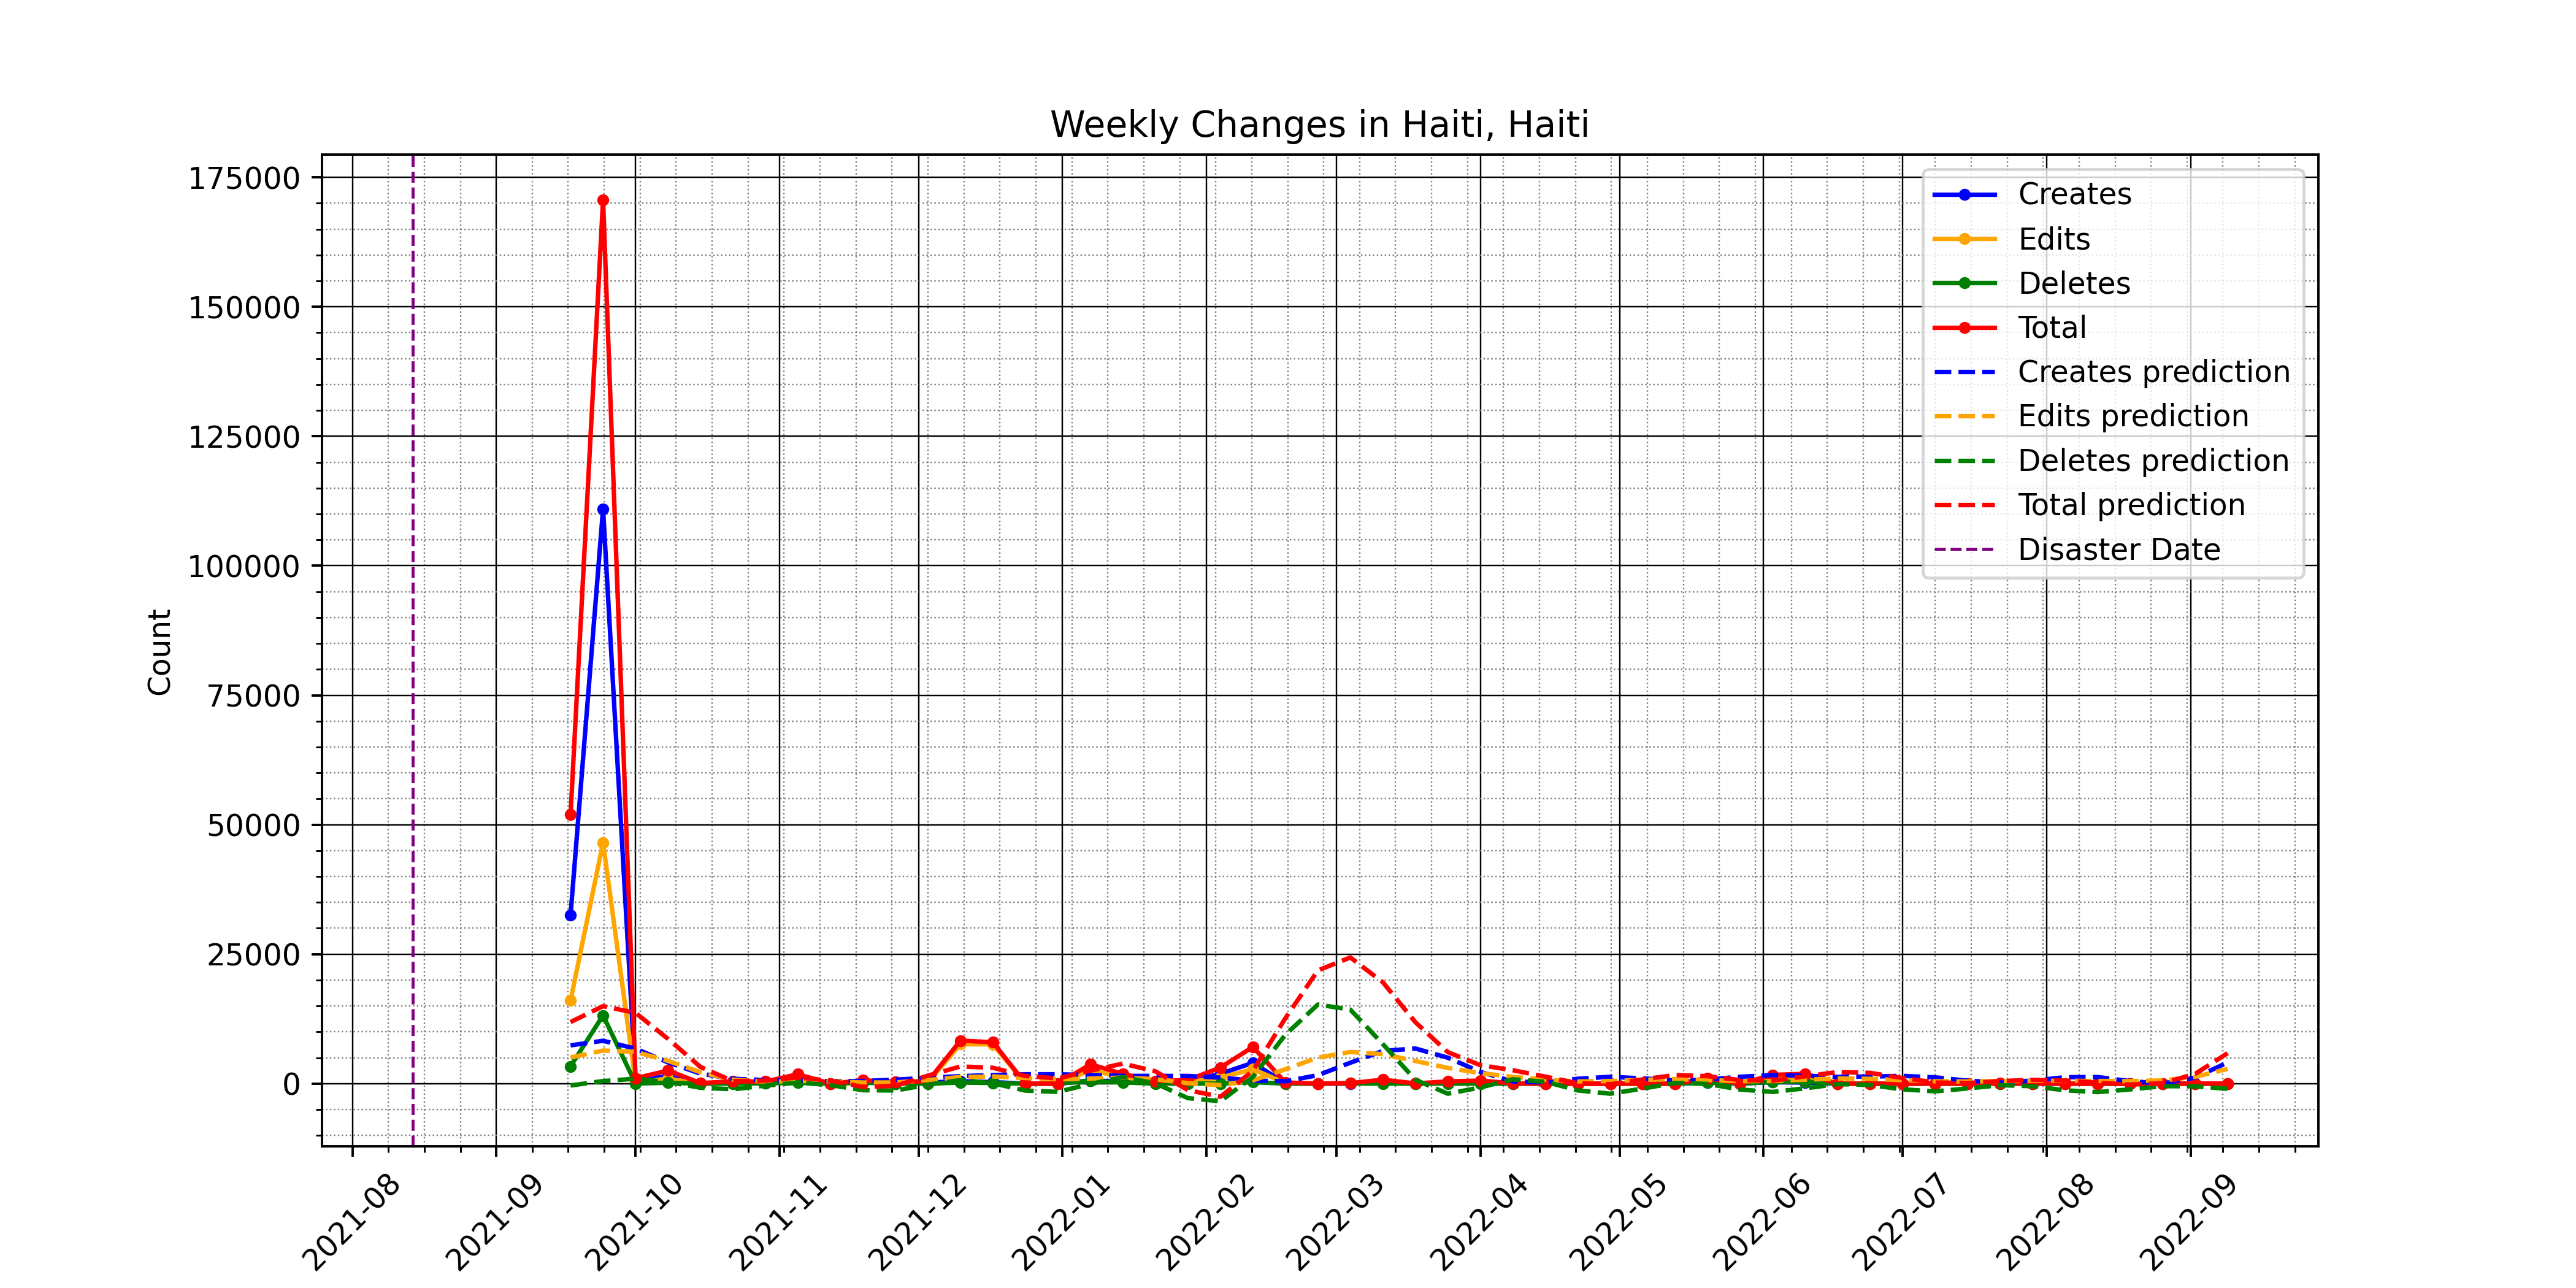 Weekly Changes in Haiti, Haiti
Count
175000
150000
125000
100000
75000
50000
25000
0
Creates
Edits
Deletes
Total
Creates prediction
Edits prediction
Deletes prediction
Total prediction
Disaster Date
2021-08
2021-09
2021-10
2021-11
2021-12
2022-01
2022-02
2022-03
2022-04
2022-05
2022-06
2022-07
2022-08
2022-09